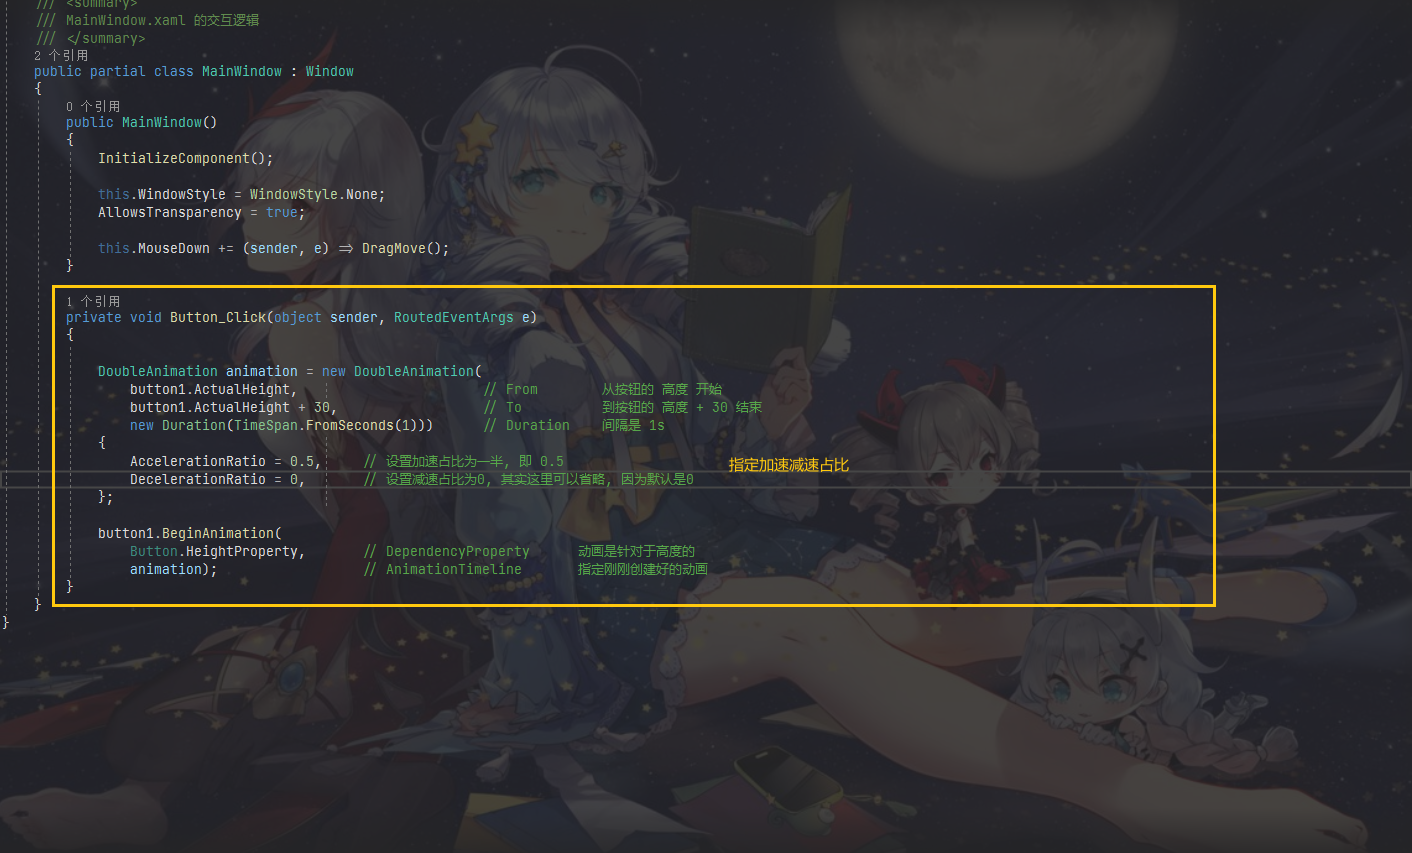 /// <summary>
/// MainWindow.xaml 的交互逻辑
/// </summary>
2 个引用
public partial class MainWindow : Window
{
0 个引用
public MainWindow()
{
InitializeComponent();
this.WindowStyle = WindowStyle.None;
AllowsTransparency = true;
this.MouseDown += (sender, e) => DragMove();
}
1 个引用
private void Button_Click(object sender, RoutedEventArgs e)
{
DoubleAnimation animation = new DoubleAnimation(
button1.ActualHeight, // From 从按钮的 高度 开始
button1.ActualHeight + 30, // To 到按钮的 高度 + 30 结束
new Duration(TimeSpan.FromSeconds(1))) // Duration 间隔是 1s
{
AccelerationRatio = 0.5, // 设置加速占比为一半, 即 0.5 指定加速减速占比
DecelerationRatio = 0, // 设置减速占比为0, 其实这里可以省略, 因为默认是0
};
button1.BeginAnimation(
Button.HeightProperty, // DependencyProperty 动画是针对于高度的
animation); // AnimationTimeline 指定刚刚创建好的动画
}
}
}